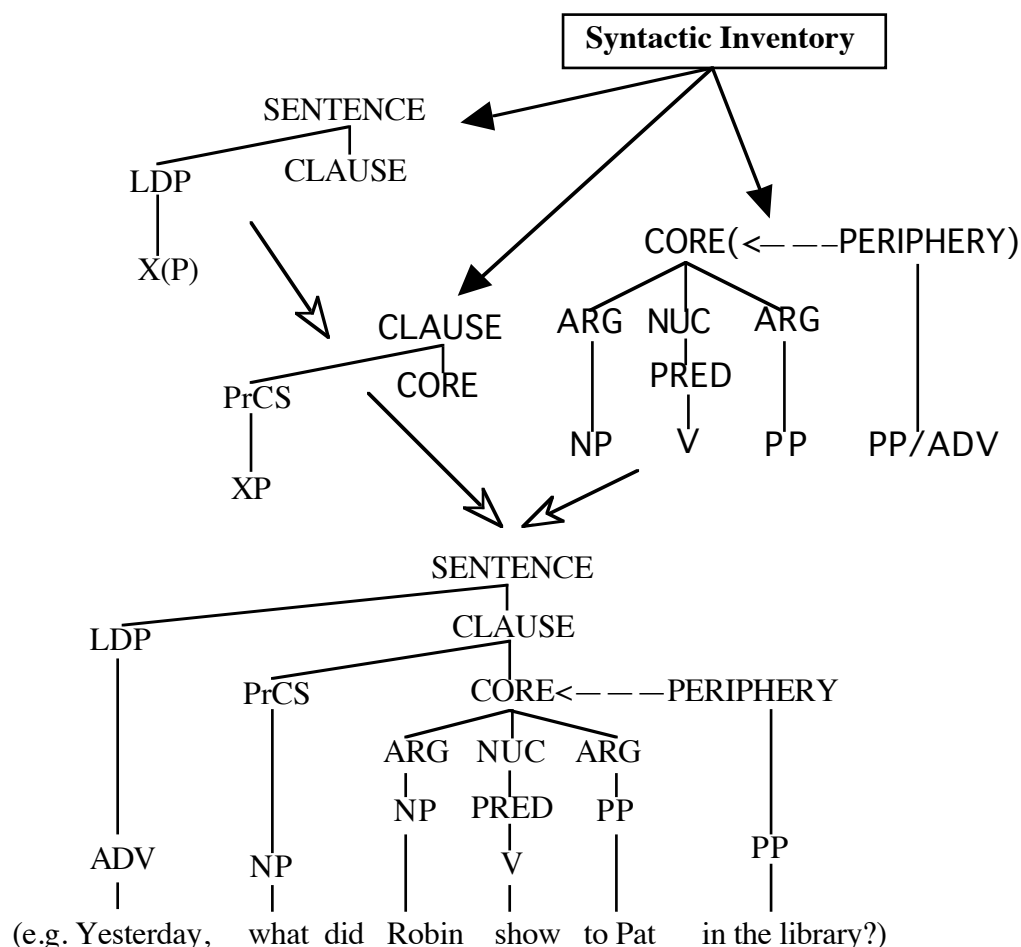 Syntactic Inventory
SENTENCE
LDP CLAUSE
X(P)
CORE(<— — —PERIPHERY)
CLAUSE ARG NUC ARG
PrCS CORE PRED
XP NP V PP PP/ADV
SENTENCE
LDP CLAUSE
PrCS CORE<— — —PERIPHERY
ARG NUC ARG
NP PRED PP
ADV NP V PP
(e.g. Yesterday, what did Robin show to Pat in the library?)